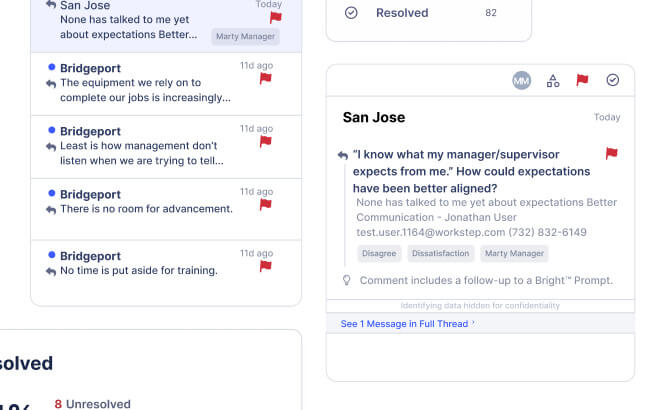 San Jose
Today
None has talked to me yet
about expectations Better...
Marty Manager
Bridgeport
11d ago
The equipment we rely on to
complete our jobs is increasingly...
Bridgeport
11d ago
Least is how management don't
listen when we are trying to tell...
Bridgeport
11d ago
There is no room for advancement.
Bridgeport
11d ago
No time is put aside for training.
solved
8 Unresolved
Resolved
82
MM
San Jose
Today
“I know what my manager/supervisor
expects from me.” How could expectations
have been better aligned?
None has talked to me yet about expectations Better
Communication - Jonathan User
test.user.1164@workstep.com (732) 832-6149
Disagree
Dissatisfaction
Marty Manager
Comment includes a follow-up to a Bright™ Prompt.
Identifying data hidden for confidentiality
See 1 Message in Full Thread ›